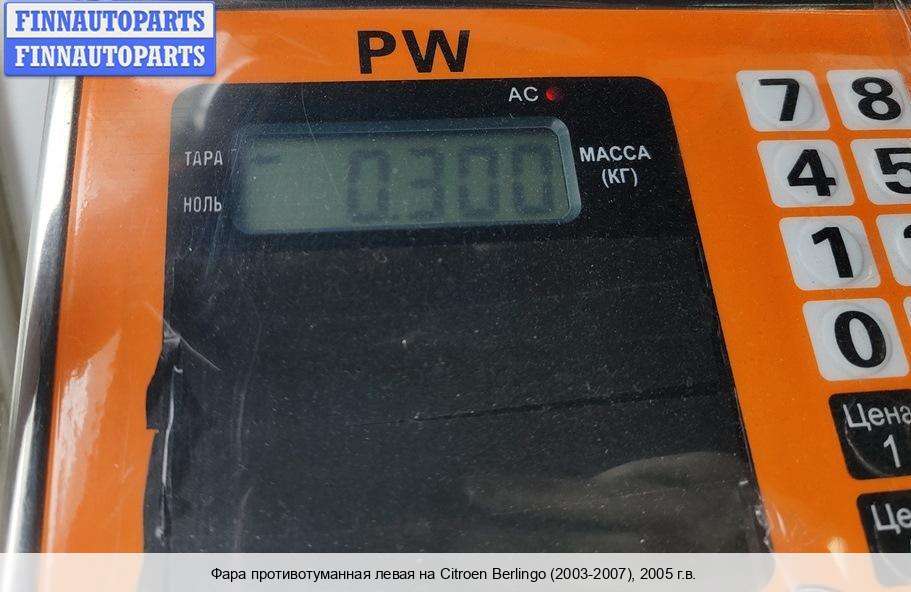 FINNAUTOPARTS
FINNAUTOPARTS
PW
AC
7
8
ТАРА
0.300
МАССА
(КГ)
4
5
НОЛЬ
1
0
Цена
1
Фара противотуманная левая на Citroen Berlingo (2003-2007), 2005 г.в.